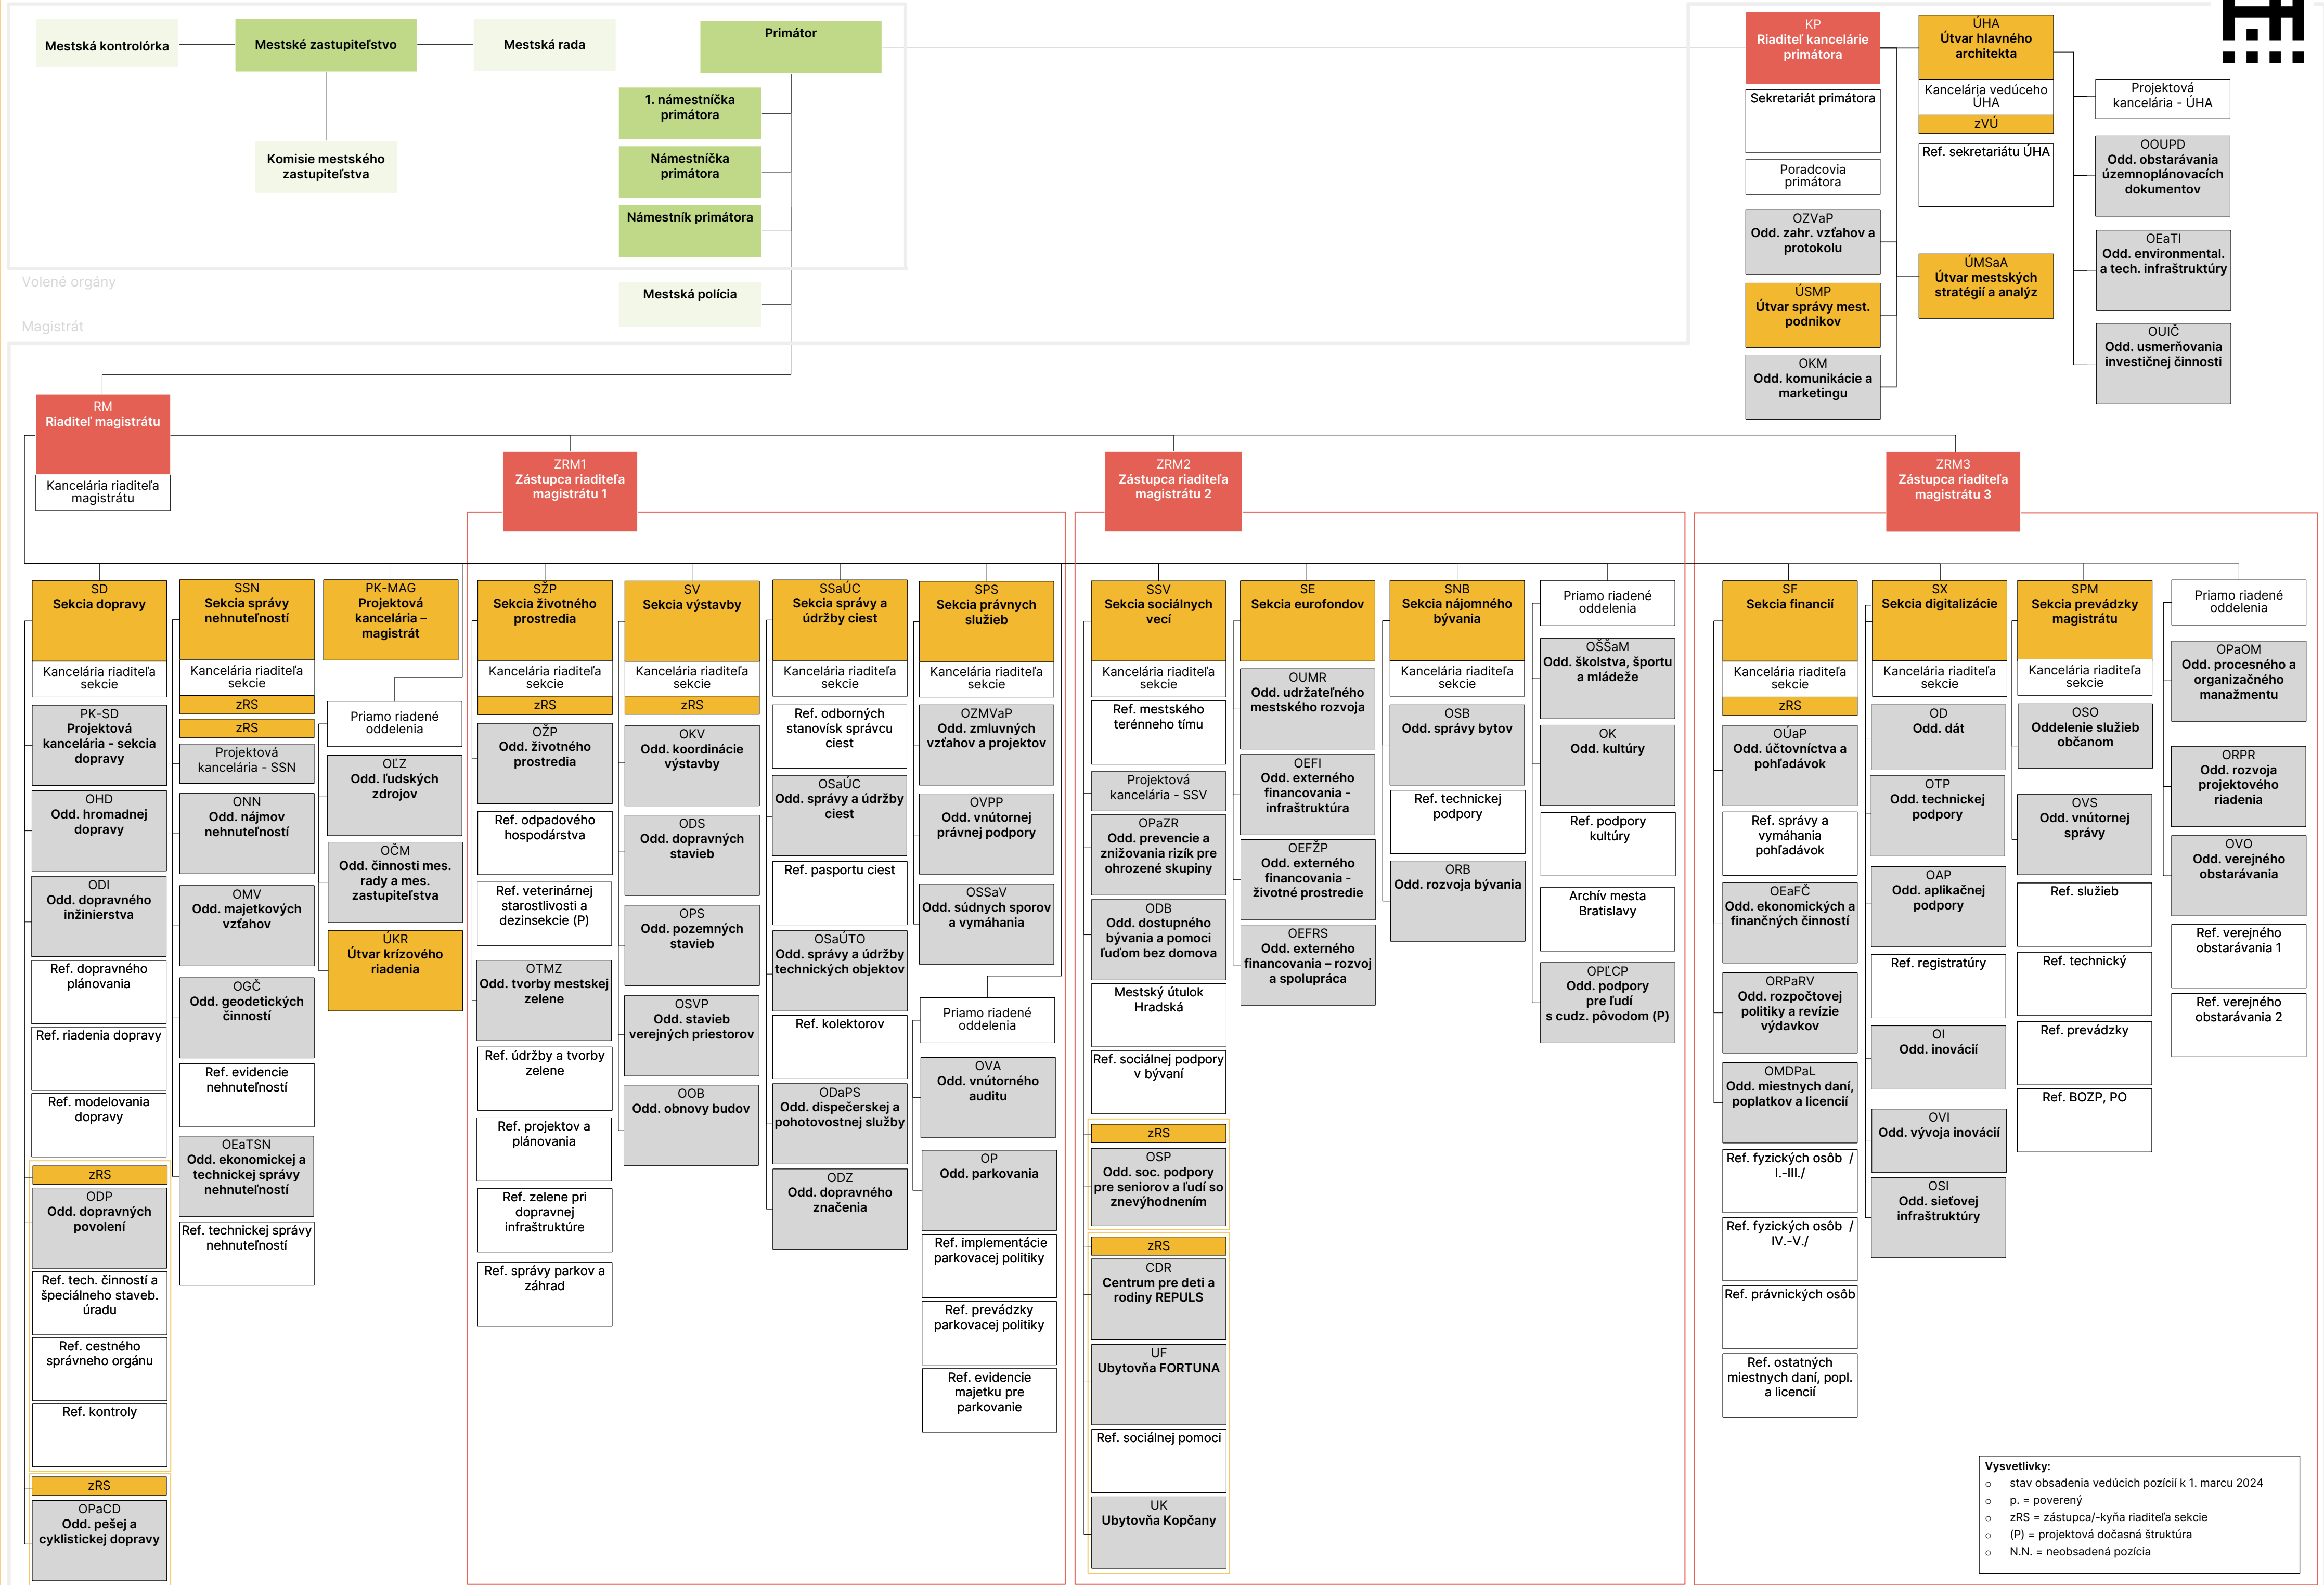 Mestská kontrolórka
Mestské zastupiteľstvo
Mestská rada
Komisie mestského
zastupiteľstva
Primátor
1. námestníčka
primátora
Námestníčka
primátora
Námestník primátora
Volené orgány
Magistrát
Mestská polícia
KP
Riaditeľ kancelárie
primátora
Sekretariát primátora
Poradcovia
primátora
OZVaP
Odd. zahr. vzťahov a
protokolu
ÚSMP
Útvar správy mest.
podnikov
OKM
Odd. komunikácie a
marketingu
ÚHA
Útvar hlavného
architekta
Kancelária vedúceho
ÚHA
zVÚ
Ref. sekretariátu ÚHA
ÚMSaA
Útvar mestských
stratégií a analýz
Projektová
kancelária - ÚHA
OOUPD
Odd. obstarávania
územnoplánovacích
dokumentov
OEaTI
Odd. environmental.
a tech. infraštruktúry
OUIČ
Odd. usmerňovania
investičnej činnosti
RM
Riaditeľ magistrátu
Kancelária riaditeľa
magistrátu
ZRM1
Zástupca riaditeľa
magistrátu 1
ZRM2
Zástupca riaditeľa
magistrátu 2
ZRM3
Zástupca riaditeľa
magistrátu 3
SD
Sekcia dopravy
Kancelária riaditeľa
sekcie
PK-SD
Projektová
kancelária - sekcia
dopravy
OHD
Odd. hromadnej
dopravy
ODI
Odd. dopravného
inžinierstva
Ref. dopravného
plánovania
Ref. riadenia dopravy
Ref. modelovania
dopravy
zRS
ODP
Odd. dopravných
povolení
Ref. tech. činností a
špeciálneho staveb.
úradu
Ref. cestného
správneho orgánu
Ref. kontroly
zRS
OPaCD
Odd. pešej a
cyklistickej dopravy
SSN
Sekcia správy
nehnuteľností
Kancelária riaditeľa
sekcie
zRS
zRS
Projektová
kancelária - SSN
ONN
Odd. nájmov
nehnuteľností
OMV
Odd. majetkových
vzťahov
OGČ
Odd. geodetických
činností
Ref. evidencie
nehnuteľností
OEaTSN
Odd. ekonomickej a
technickej správy
nehnuteľností
Ref. technickej správy
nehnuteľností
PK-MAG
Projektová
kancelária –
magistrát
Priamo riadené
oddelenia
OĽZ
Odd. ľudských
zdrojov
OČM
Odd. činnosti mes.
rady a mes.
zastupiteľstva
ÚKR
Útvar krízového
riadenia
SŽP
Sekcia životného
prostredia
Kancelária riaditeľa
sekcie
zRS
OŽP
Odd. životného
prostredia
Ref. odpadového
hospodárstva
Ref. veterinárnej
starostlivosti a
dezinsekcie (P)
OTMZ
Odd. tvorby mestskej
zelene
Ref. údržby a tvorby
zelene
Ref. projektov a
plánovania
Ref. zelene pri
dopravnej
infraštruktúre
Ref. správy parkov a
záhrad
SV
Sekcia výstavby
Kancelária riaditeľa
sekcie
zRS
OKV
Odd. koordinácie
výstavby
ODS
Odd. dopravných
stavieb
OPS
Odd. pozemných
stavieb
OSVP
Odd. stavieb
verejných priestorov
OOB
Odd. obnovy budov
SSaÚC
Sekcia správy a
údržby ciest
Kancelária riaditeľa
sekcie
Ref. odborných
stanovísk správcu
ciest
OSaÚC
Odd. správy a údržby
ciest
Ref. pasportu ciest
OSaÚTO
Odd. správy a údržby
technických objektov
Ref. kolektorov
ODaPS
Odd. dispečerskej a
pohotovostnej služby
ODZ
Odd. dopravného
značenia
SPS
Sekcia právnych
služieb
Kancelária riaditeľa
sekcie
OZMVaP
Odd. zmluvných
vzťahov a projektov
OVPP
Odd. vnútornej
právnej podpory
OSSaV
Odd. súdnych sporov
a vymáhania
Priamo riadené
oddelenia
OVA
Odd. vnútorného
auditu
OP
Odd. parkovania
Ref. implementácie
parkovacej politiky
Ref. prevádzky
parkovacej politiky
Ref. evidencie
majetku pre
parkovanie
SSV
Sekcia sociálnych
vecí
Kancelária riaditeľa
sekcie
Ref. mestského
terénneho tímu
Projektová
kancelária - SSV
OPaZR
Odd. prevencie a
znižovania rizík pre
ohrozené skupiny
ODB
Odd. dostupného
bývania a pomoci
ľuďom bez domova
Mestský útulok
Hradská
Ref. sociálnej podpory
v bývaní
zRS
OSP
Odd. soc. podpory
pre seniorov a ľudí so
znevýhodnením
zRS
CDR
Centrum pre deti a
rodiny REPULS
UF
Ubytovňa FORTUNA
Ref. sociálnej pomoci
UK
Ubytovňa Kopčany
SE
Sekcia eurofondov
OUMR
Odd. udržateľného
mestského rozvoja
OEFI
Odd. externého
financovania -
infraštruktúra
OEFŽP
Odd. externého
financovania -
životné prostredie
OEFRS
Odd. externého
financovania – rozvoj
a spolupráca
SNB
Sekcia nájomného
bývania
Kancelária riaditeľa
sekcie
OSB
Odd. správy bytov
Ref. technickej
podpory
ORB
Odd. rozvoja bývania
Priamo riadené
oddelenia
OŠŠaM
Odd. školstva, športu
a mládeže
OK
Odd. kultúry
Ref. podpory
kultúry
Archív mesta
Bratislavy
OPĽCP
Odd. podpory
pre ľudí
s cudz. pôvodom (P)
SF
Sekcia financií
Kancelária riaditeľa
sekcie
zRS
OÚaP
Odd. účtovníctva a
pohľadávok
Ref. správy a
vymáhania
pohľadávok
OEaFČ
Odd. ekonomických a
finančných činností
ORPaRV
Odd. rozpočtovej
politiky a revízie
výdavkov
OMDPaL
Odd. miestnych daní,
poplatkov a licencií
Ref. fyzických osôb /
I.-III./
Ref. fyzických osôb /
IV.-V./
Ref. právnických osôb
Ref. ostatných
miestnych daní, popl.
a licencií
SX
Sekcia digitalizácie
Kancelária riaditeľa
sekcie
OD
Odd. dát
OTP
Odd. technickej
podpory
OAP
Odd. aplikačnej
podpory
Ref. registratúry
OI
Odd. inovácií
OVI
Odd. vývoja inovácií
OSI
Odd. sieťovej
infraštruktúry
SPM
Sekcia prevádzky
magistrátu
Kancelária riaditeľa
sekcie
OSO
Oddelenie služieb
občanom
OVS
Odd. vnútornej
správy
Ref. služieb
Ref. technický
Ref. prevádzky
Ref. BOZP, PO
Priamo riadené
oddelenia
OPaOM
Odd. procesného a
organizačného
manažmentu
ORPR
Odd. rozvoja
projektového
riadenia
OVO
Odd. verejného
obstarávania
Ref. verejného
obstarávania 1
Ref. verejného
obstarávania 2
Vysvetlivky:
o stav obsadenia vedúcich pozícií k 1. marcu 2024
o p. = poverený
o zRS = zástupca/-kyňa riaditeľa sekcie
o (P) = projektová dočasná štruktúra
o N.N. = neobsadená pozícia